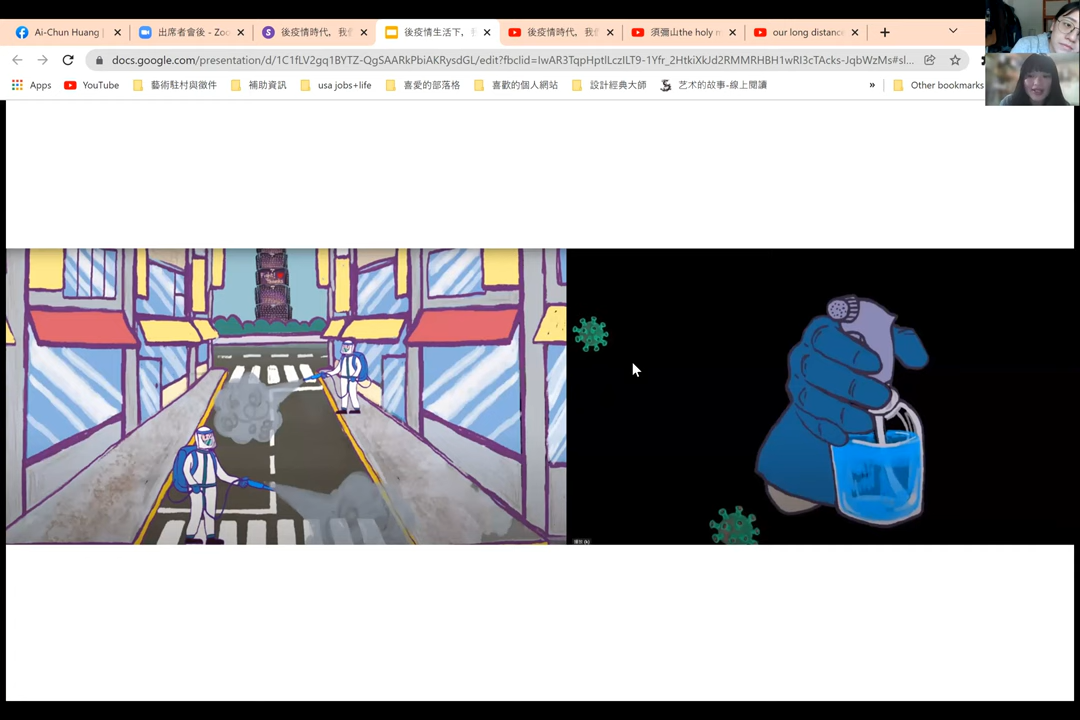 Ai-Chun Huang |
出席者會後 - Zoo
後疫情時代，我
後疫情生活下，
後疫情時代，我
須彌山the holy m
our long distance
docs.google.com/presentation/d/1C1fLV2gq1BYTZ-QgSAARkPbiAKRysdGL/edit?fbclid=IwAR3TqpHptlLczlLT9-1Yfr_2HtkiXkJd2RMMRHBH1wRI3cTAcks-JqbWzMs#sl...
Apps
YouTube
藝術駐村與徵件
補助資訊
usa jobs+life
喜愛的部落格
喜歡的個人網站
設計經典大師
艺术的故事-线上閱讀
»
Other bookmarks